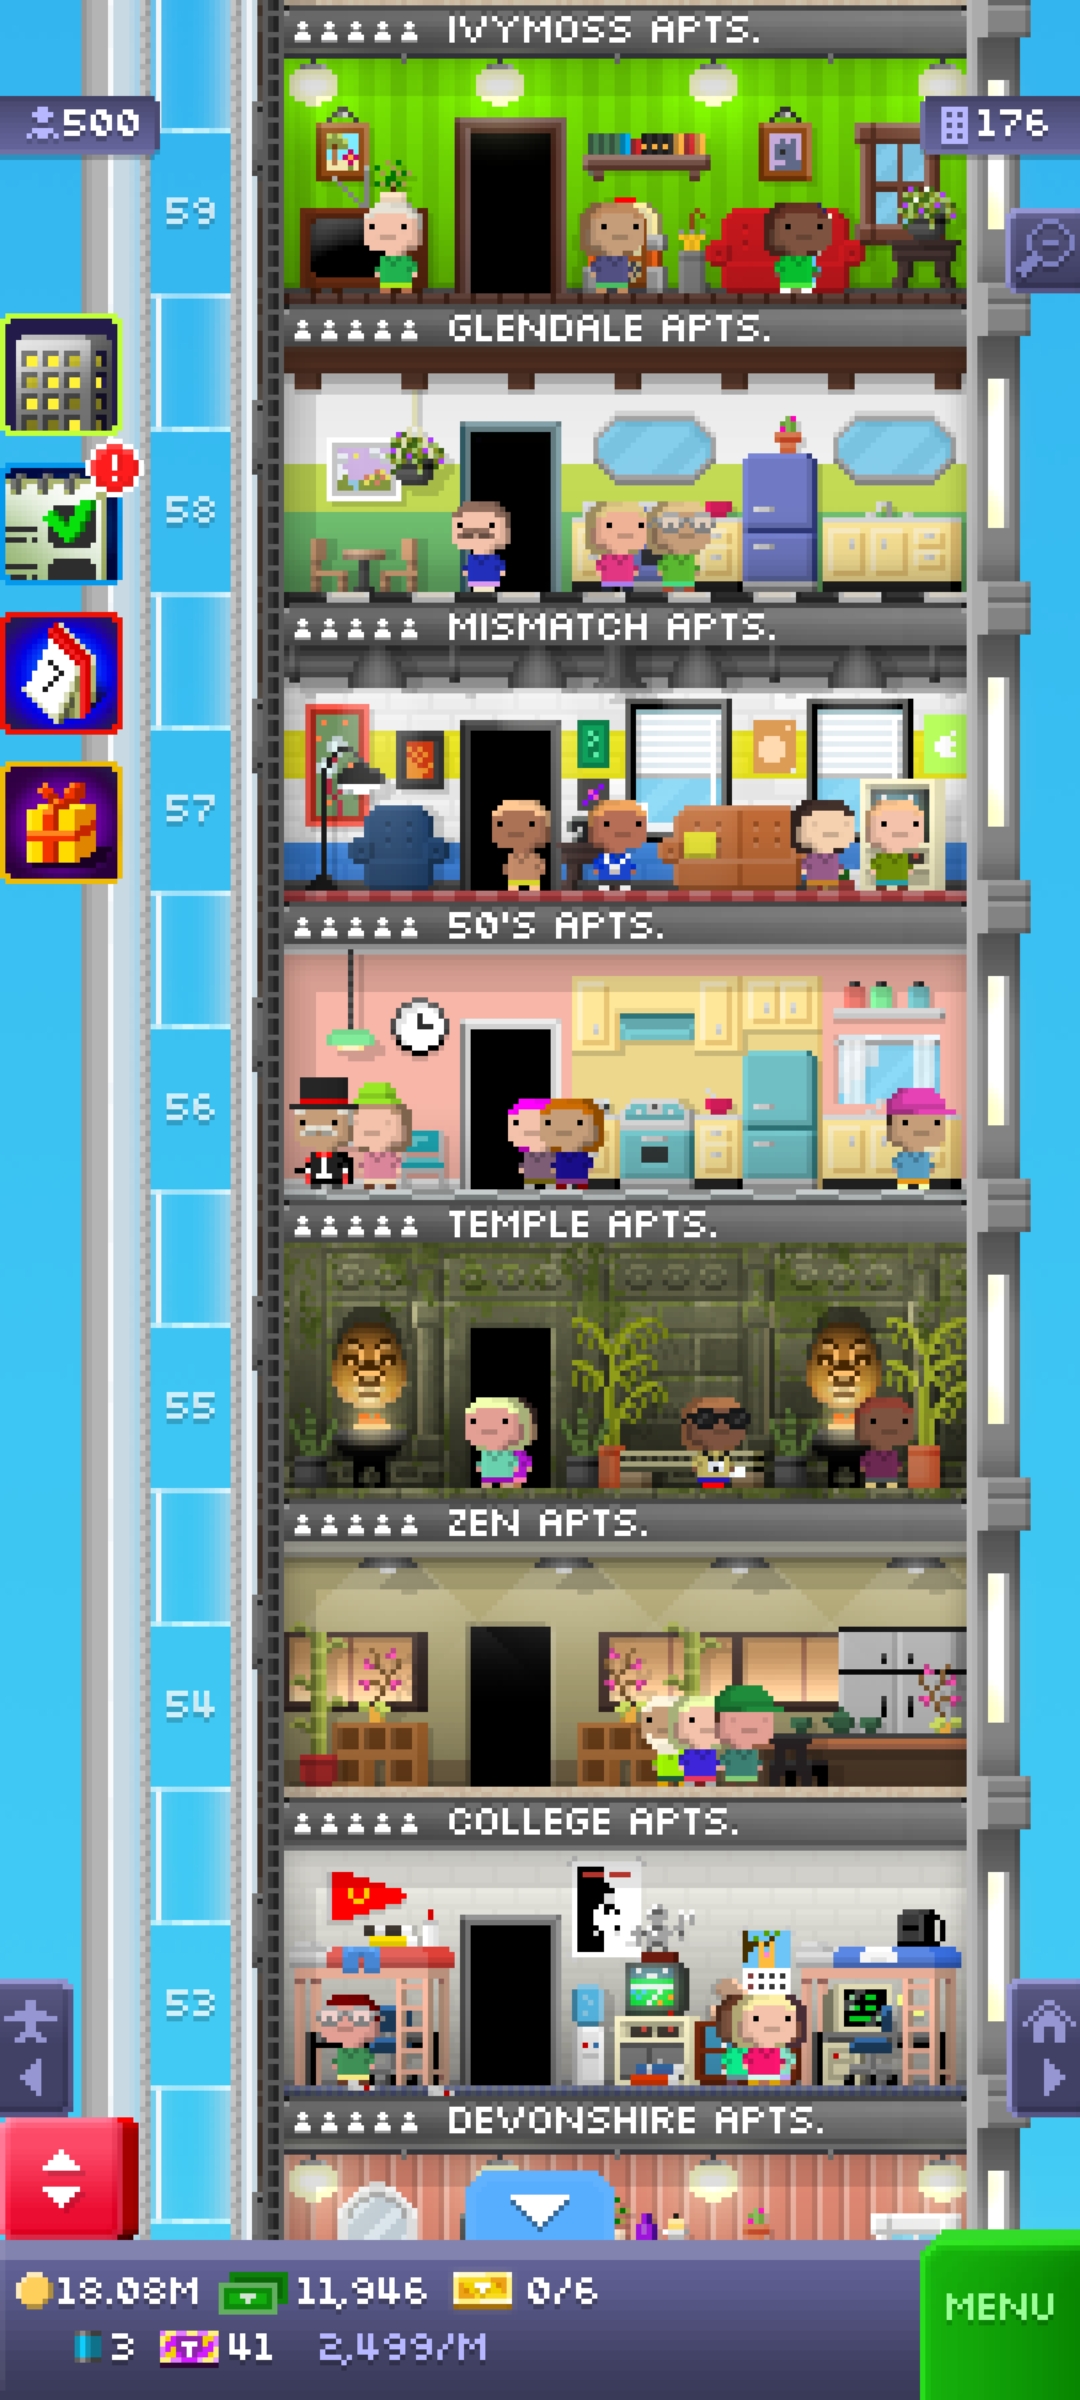 IVYMOSS APTS.
500
176
59
GLENDALE APTS.
58
MISMATCH APTS.
57
50'S APTS.
56
TEMPLE APTS.
55
ZEN APTS.
54
COLLEGE APTS.
53
DEVONSHIRE APTS.
18.08M 11,946 0/6
3 41 2,499/M
MENU